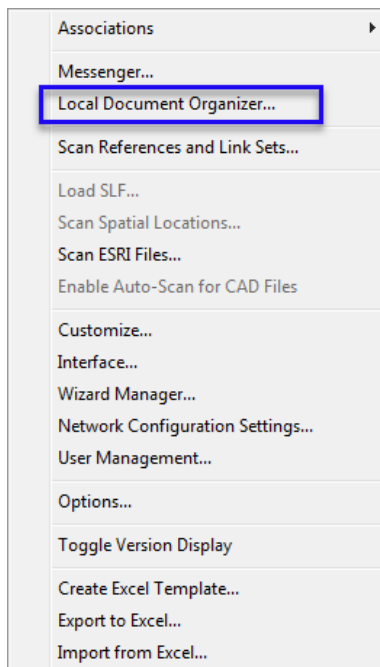 Associations
Messenger...
Local Document Organizer...
Scan References and Link Sets...
Load SLF...
Scan Spatial Locations...
Scan ESRI Files...
Enable Auto-Scan for CAD Files
Customize...
Interface...
Wizard Manager...
Network Configuration Settings...
User Management...
Options...
Toggle Version Display
Create Excel Template...
Export to Excel...
Import from Excel...